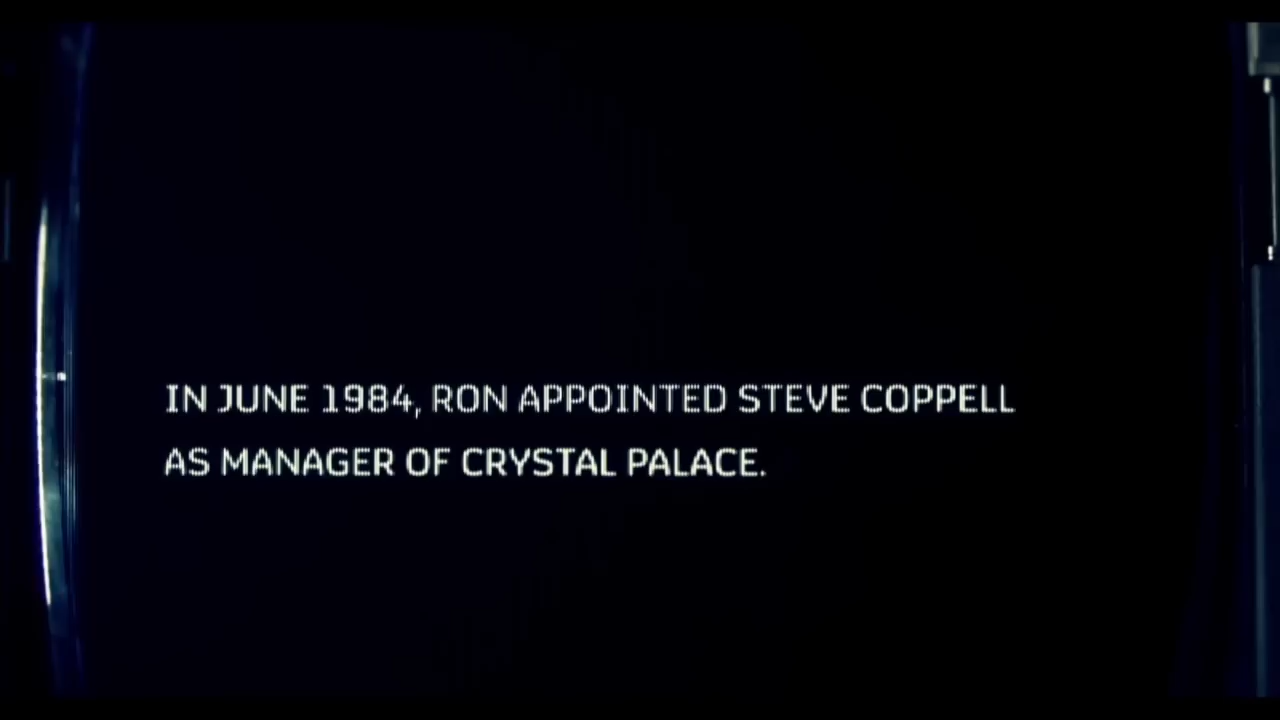 IN JUNE 1984, RON APPOINTED STEVE COPPELL
AS MANAGER OF CRYSTAL PALACE.